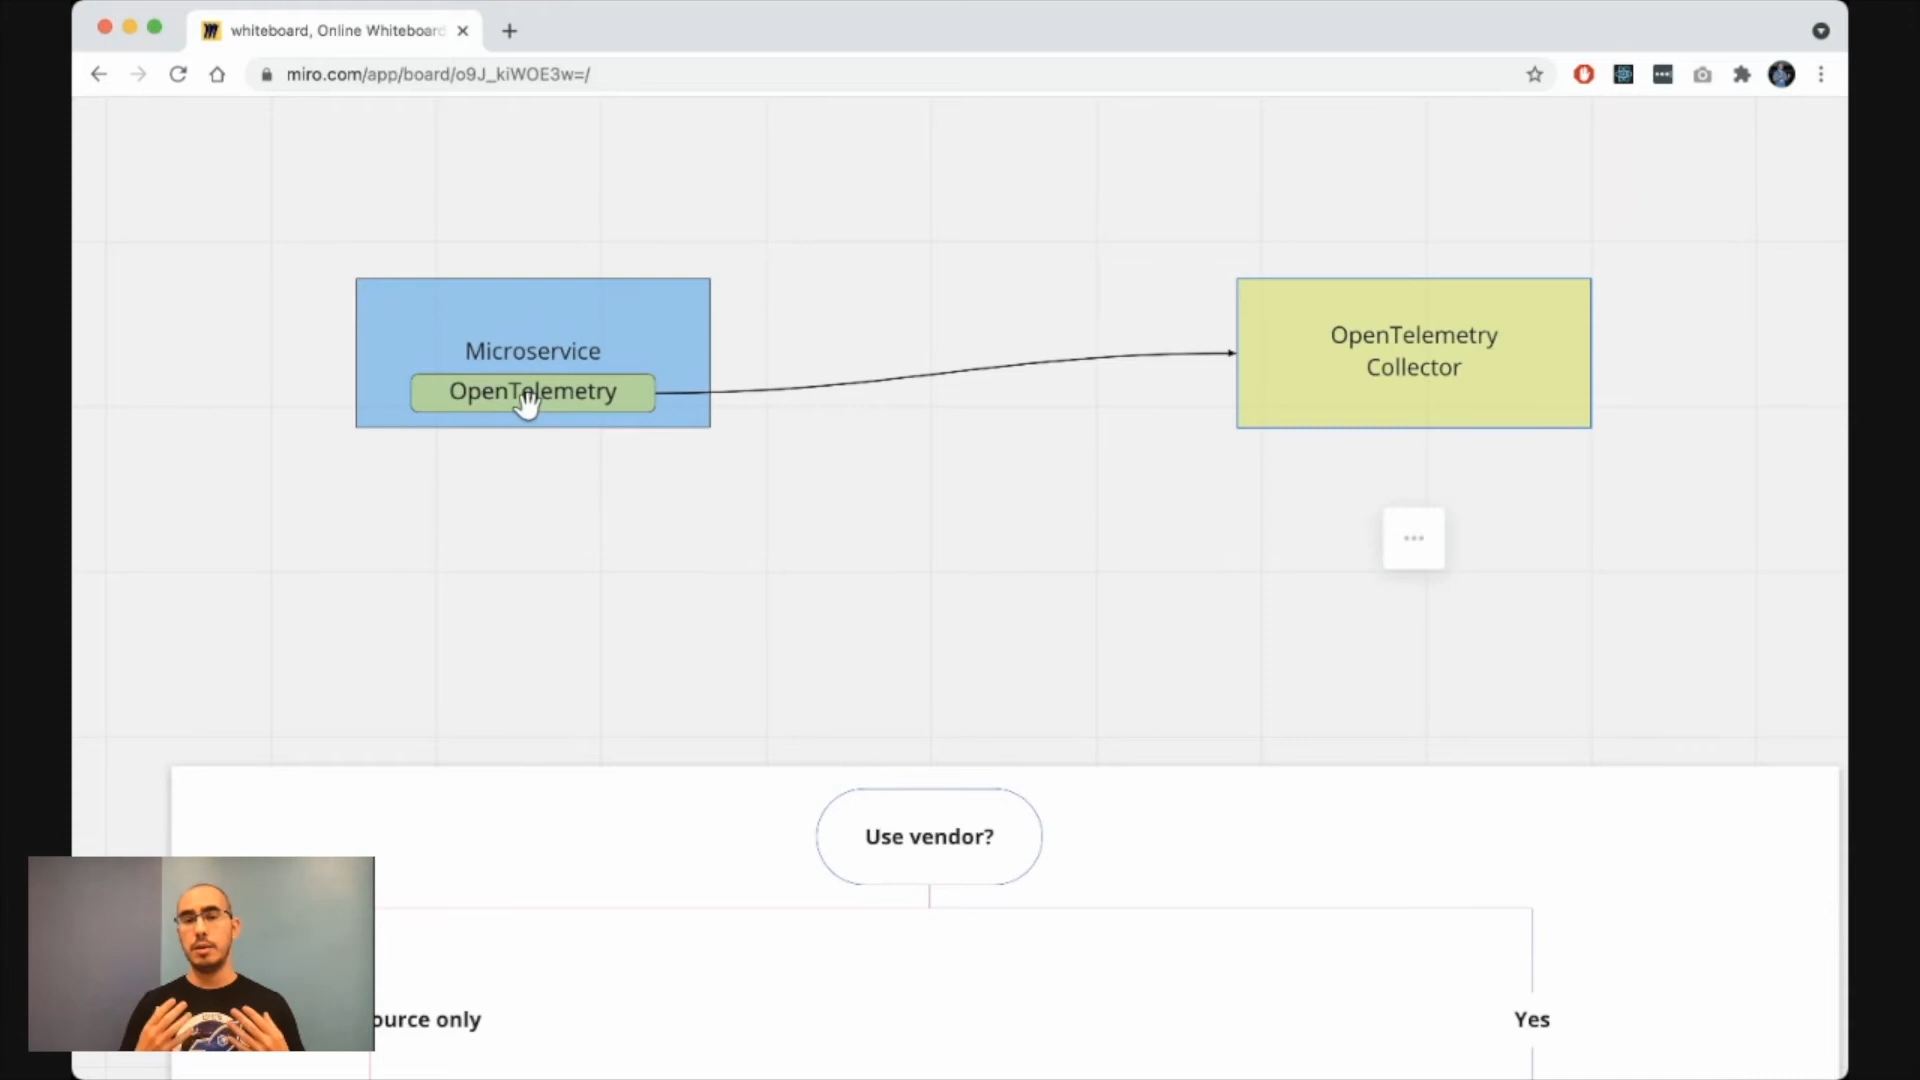 whiteboard, Online Whiteboard
miro.com/app/board/o9J_kiWOE3w=/
Microservice
OpenTelemetry
OpenTelemetry
Collector
Use vendor?
ource only
Yes